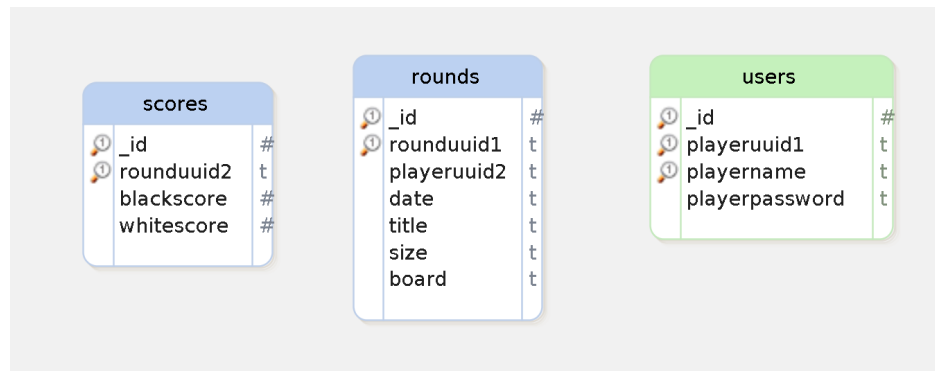 scores
_id #
rounduuid2 t
blackscore #
whitescore #
rounds
_id #
rounduuid1 t
playeruuid2 t
date t
title t
size t
board t
users
_id #
playeruuid1 t
playername t
playerpassword t